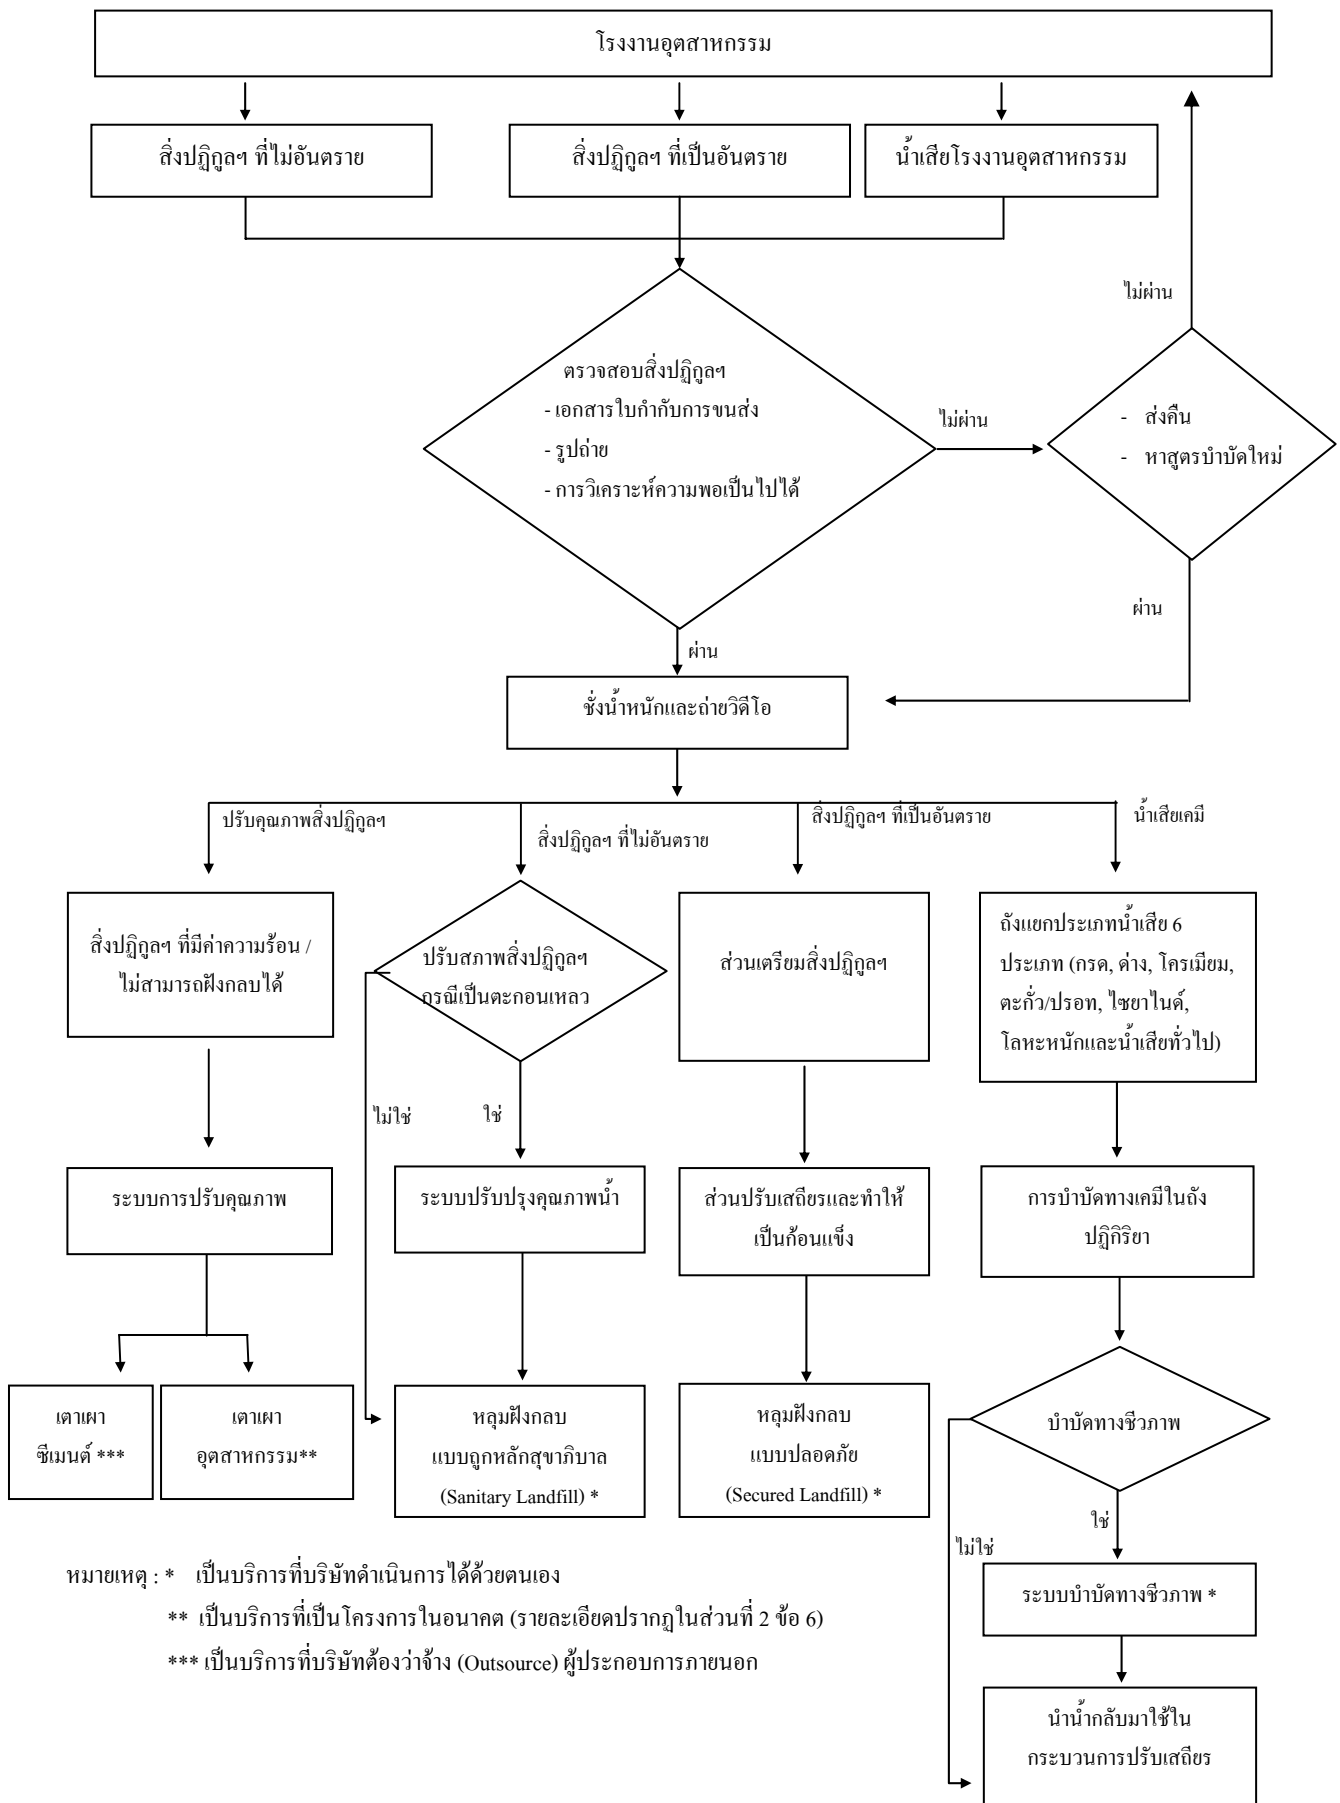 โรงงานอุตสาหกรรม
สิ่งปฏิกูลฯ ที่ไม่อันตราย
สิ่งปฏิกูลฯ ที่เป็นอันตราย
น้ำเสียโรงงานอุตสาหกรรม
ไม่ผ่าน
ตรวจสอบสิ่งปฏิกูลฯ
- เอกสารใบกำกับการขนส่ง
- รูปถ่าย
- การวิเคราะห์ความพอเป็นไปได้
ไม่ผ่าน
- ส่งคืน
- หาสูตรบำบัดใหม่
ผ่าน
ผ่าน
ชั่งน้ำหนักและถ่ายวิดีโอ
ปรับคุณภาพสิ่งปฏิกูลฯ
สิ่งปฏิกูลฯ ที่ไม่อันตราย
สิ่งปฏิกูลฯ ที่เป็นอันตราย
น้ำเสียเคมี
สิ่งปฏิกูลฯ ที่มีค่าความร้อน /
ไม่สามารถฝังกลบได้
ปรับสภาพสิ่งปฏิกูลฯ
กรณีเป็นตะกอนเหลว
ส่วนเตรียมสิ่งปฏิกูลฯ
ถังแยกประเภทน้ำเสีย 6
ประเภท (กรด, ด่าง, โครเมียม,
ตะกั่ว/ปรอท, ไซยาไนด์,
โลหะหนักและน้ำเสียทั่วไป)
ไม่ใช่
ใช่
ระบบการปรับคุณภาพ
ระบบปรับปรุงคุณภาพน้ำ
ส่วนปรับเสถียรและทำให้
เป็นก้อนแข็ง
การบำบัดทางเคมีในถัง
ปฏิกิริยา
เตาเผา
ซีเมนต์ ***
เตาเผา
อุตสาหกรรม**
หลุมฝังกลบ
แบบถูกหลักสุขาภิบาล
(Sanitary Landfill) *
หลุมฝังกลบ
แบบปลอดภัย
(Secured Landfill) *
บำบัดทางชีวภาพ
ใช่
ไม่ใช่
ระบบบำบัดทางชีวภาพ *
นำน้ำกลับมาใช้ใน
กระบวนการปรับเสถียร
หมายเหตุ : * เป็นบริการที่บริษัทดำเนินการได้ด้วยตนเอง
** เป็นบริการที่เป็นโครงการในอนาคต (รายละเอียดปรากฏในส่วนที่ 2 ข้อ 6)
*** เป็นบริการที่บริษัทต้องว่าจ้าง (Outsource) ผู้ประกอบการภายนอก